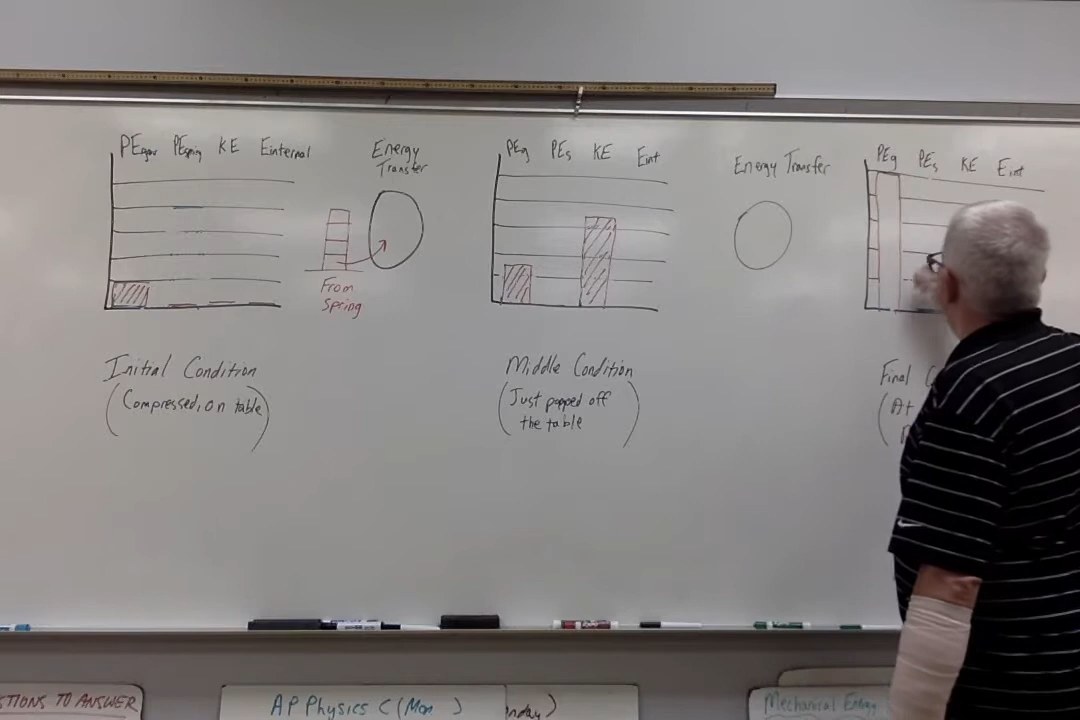 PEgrav PEspring KE Einternal
Energy
Transfer
From
Spring
Initial Condition
(Compressed, on table)
PEg PEs KE Eint
Middle Condition
(Just popped off
the table)
Energy Transfer
PEg PEs KE Eint
Final
(At
STIONS TO ANSWER
AP Physics C (Mon )
nday)
Mechanical Energy